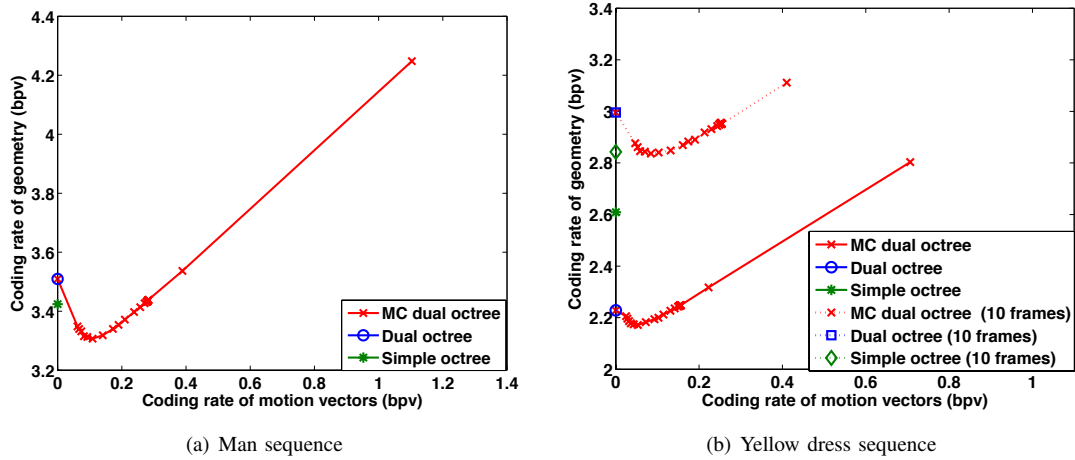 4.4
4.2
4
3.8
3.6
3.4
3.2
0
0.2
0.4
0.6
0.8
1
1.2
1.4
Coding rate of geometry (bpv)
Coding rate of motion vectors (bpv)
MC dual octree
Dual octree
Simple octree
(a) Man sequence
3.4
3.2
3
2.8
2.6
2.4
2.2
2
0
0.2
0.4
0.6
0.8
1
Coding rate of geometry (bpv)
Coding rate of motion vectors (bpv)
MC dual octree
Dual octree
Simple octree
MC dual octree (10 frames)
Dual octree (10 frames)
Simple octree (10 frames)
(b) Yellow dress sequence